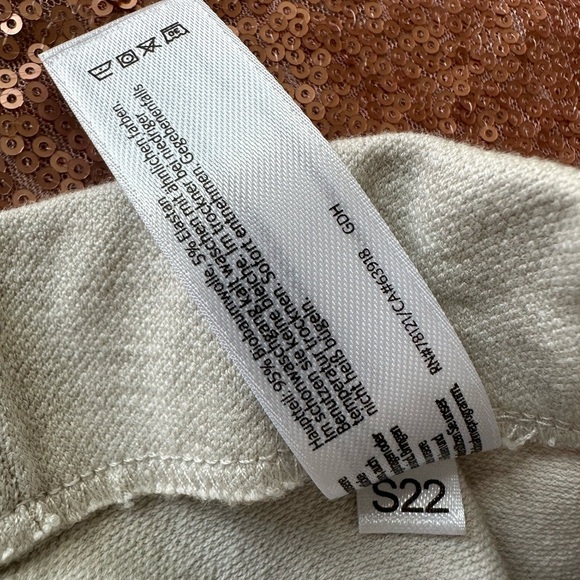 Hauptteil: 95% Biobaumwolle, 5% Elastan
Im schonwaschgang kalt waschen mit ähnlichen farben.
Benutzen sie keine bleiche. Im trockner bei niedriger
temperatur trocknen. Sofort entnehmen. Gegebenenfalls
nicht heiß bügeln.
RN#78121/CA#63918 GDH
S22